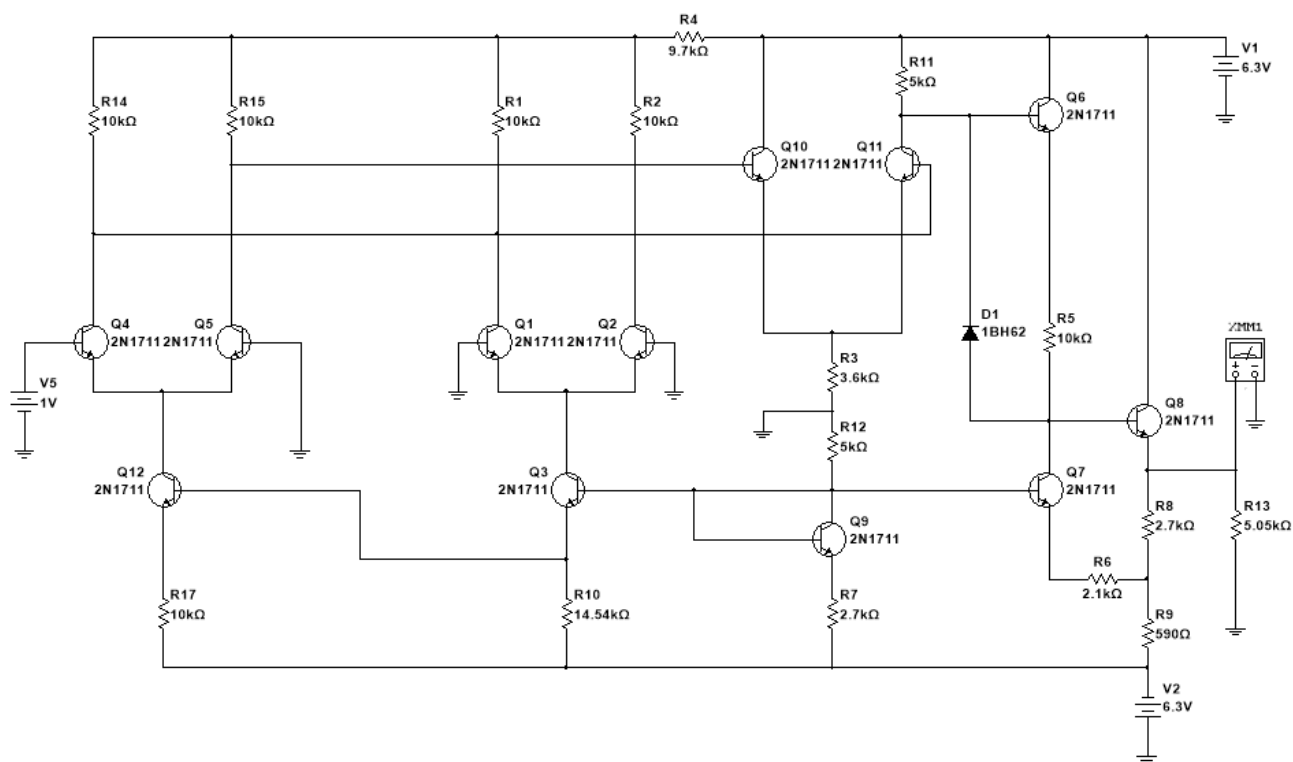 R4
9.7kΩ
V1
6.3V
R11
5kΩ
R14
10kΩ
R15
10kΩ
R1
10kΩ
R2
10kΩ
Q6
2N1711
Q10
2N1711
Q11
2N1711
Q4
2N1711
Q5
2N1711
Q1
2N1711
Q2
2N1711
D1
1BH62
R5
10kΩ
XMM1
V5
1V
R3
3.6kΩ
Q8
2N1711
R12
5kΩ
Q12
2N1711
Q3
2N1711
Q7
2N1711
R8
2.7kΩ
R13
5.05kΩ
Q9
2N1711
R6
2.1kΩ
R17
10kΩ
R10
14.54kΩ
R7
2.7kΩ
R9
590Ω
V2
6.3V